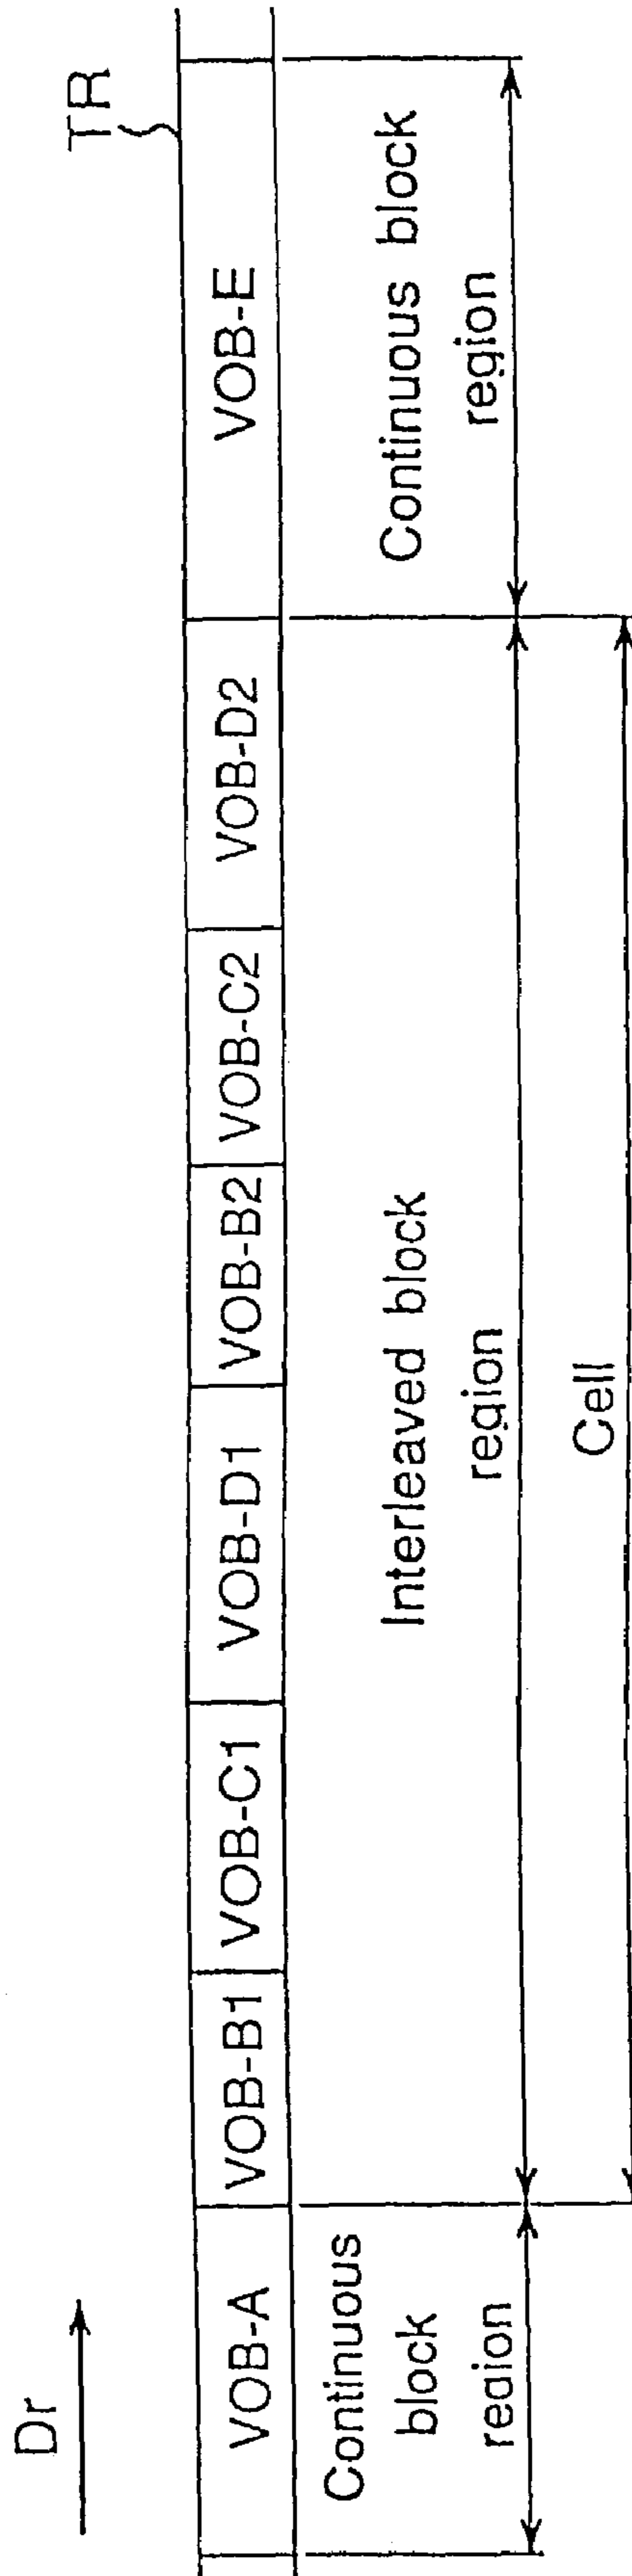 Dr
TR
VOB-A
VOB-B1
VOB-C1
VOB-D1
VOB-B2
VOB-C2
VOB-D2
VOB-E
Continuous
block
region
Interleaved block
region
Continuous block
region
Cell